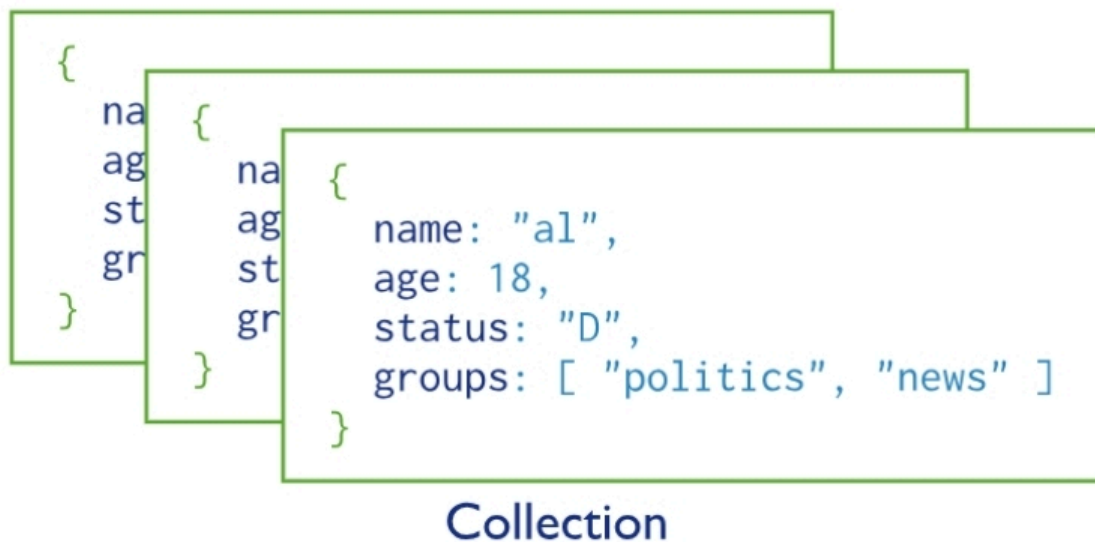 {
na
ag
st
gr
}
{
na
ag
st
gr
}
{
name: "al",
age: 18,
status: "D",
groups: [ "politics", "news" ]
}
Collection